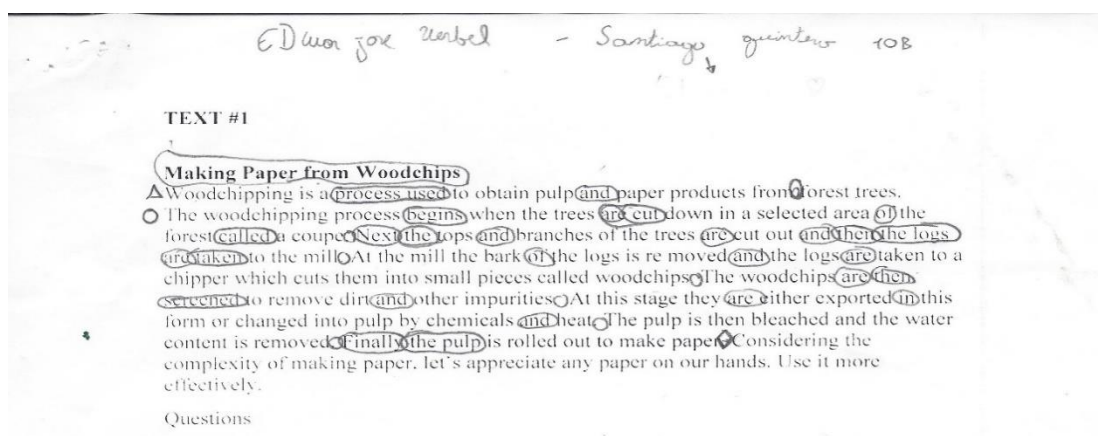 Santiago quintero 10B
TEXT #1
Making Paper from Woodchips
Woodchipping is a process used to obtain pulp and paper products from forest trees.
The woodchipping process begins when the trees are cut down in a selected area of the
forest called a coupe. Next the tops and branches of the trees are cut out and then the logs
are taken to the mill. At the mill the bark of the logs is re moved and the logs are taken to a
chipper which cuts them into small pieces called woodchips. The woodchips are then
screened to remove dirt and other impurities. At this stage they are either exported in this
form or changed into pulp by chemicals and heat. The pulp is then bleached and the water
content is removed. Finally the pulp is rolled out to make paper. Considering the
complexity of making paper, let's appreciate any paper on our hands. Use it more
effectively.
Questions